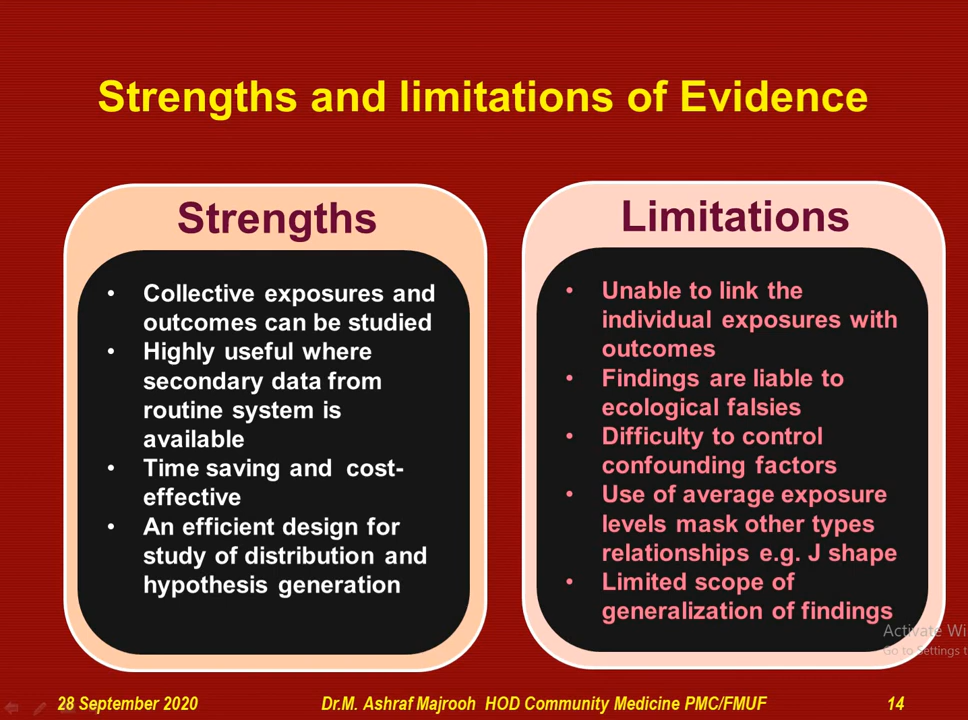 Strengths and limitations of Evidence
Strengths
• Collective exposures and
outcomes can be studied
• Highly useful where
secondary data from
routine system is
available
• Time saving and cost-
effective
• An efficient design for
study of distribution and
hypothesis generation
Limitations
• Unable to link the
individual exposures with
outcomes
• Findings are liable to
ecological falsies
• Difficulty to control
confounding factors
• Use of average exposure
levels mask other types
relationships e.g. J shape
• Limited scope of
generalization of findings
Activate Wi
Go to Settings t
28 September 2020
Dr.M. Ashraf Majrooh HOD Community Medicine PMC/FMUF
14